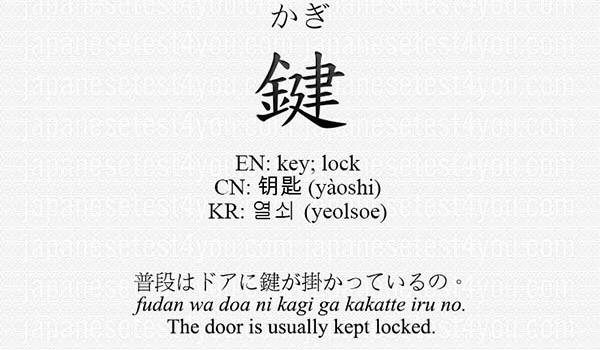 japanesetest4you.com japanesetest4you.com
かぎ
鍵
EN: key; lock
CN: 钥匙 (yàoshi)
KR: 열쇠 (yeolsoe)
普段はドアに鍵が掛かっているの。
fudan wa doa ni kagi ga kakatte iru no.
The door is usually kept locked.